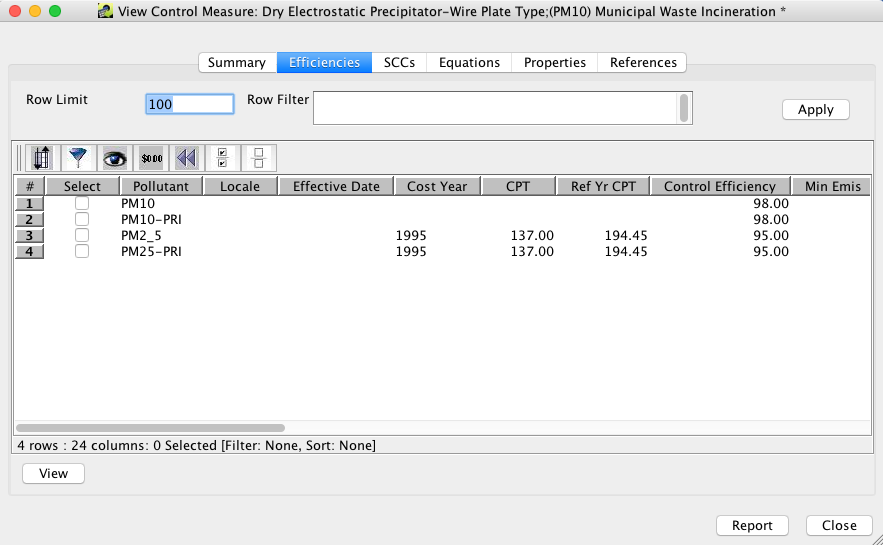 View Control Measure: Dry Electrostatic Precipitator-Wire Plate Type;(PM10) Municipal Waste Incineration *
Summary Efficiencies SCCs Equations Properties References
Row Limit 100 Row Filter Apply
$0.00
# Select Pollutant Locale Effective Date Cost Year CPT Ref Yr CPT Control Efficiency Min Emis
1 PM10 98.00
2 PM10-PRI 98.00
3 PM2_5 1995 137.00 194.45 95.00
4 PM25-PRI 1995 137.00 194.45 95.00
4 rows : 24 columns: 0 Selected [Filter: None, Sort: None]
View
Report Close